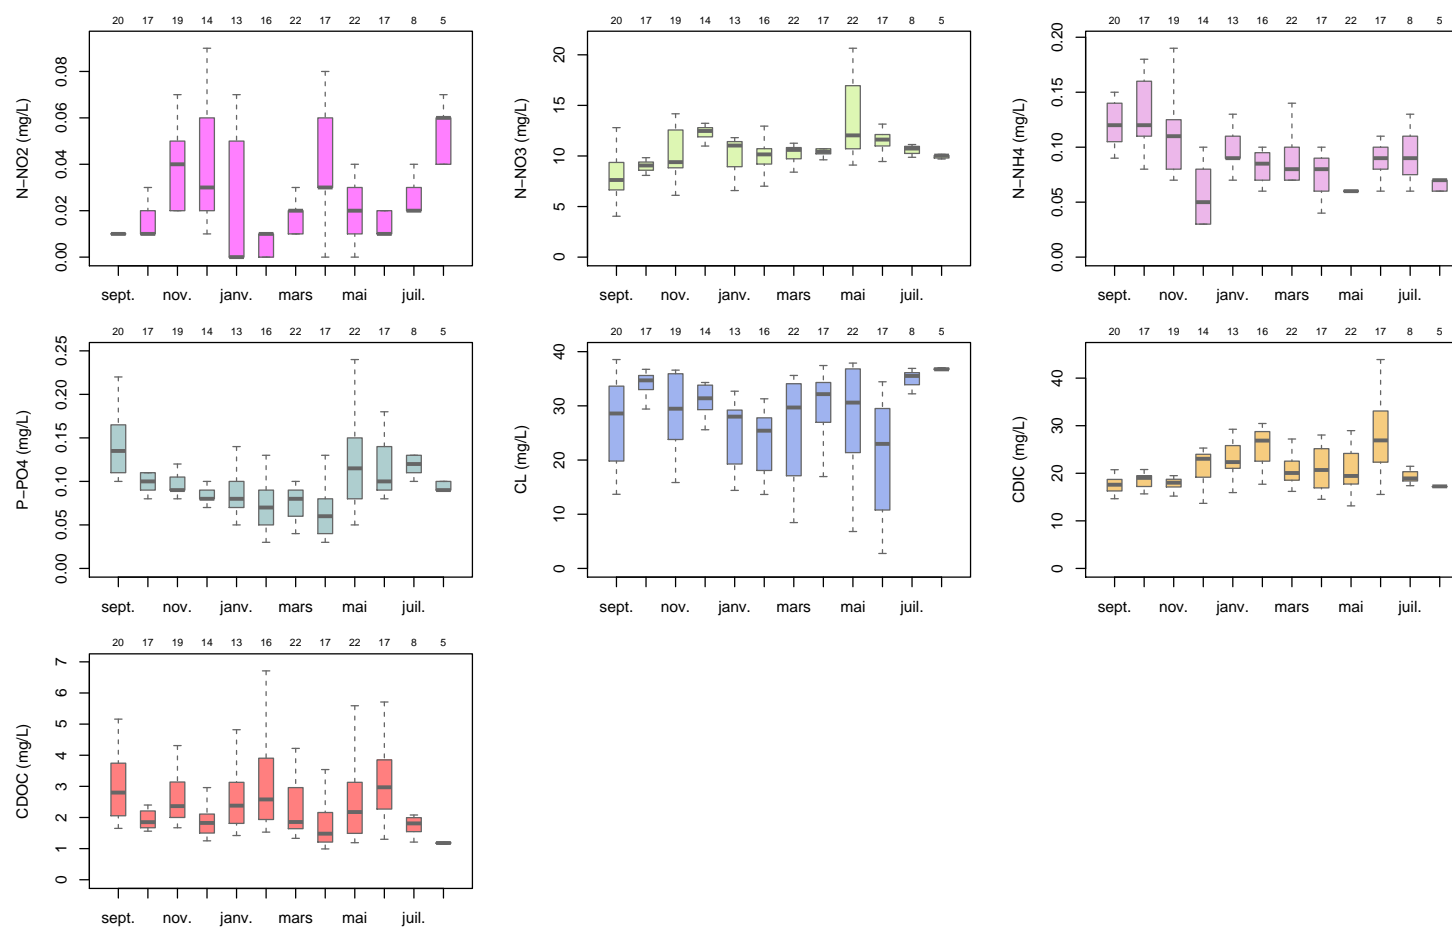 20 17 19 14 13 16 22 17 22 17 8 5
N−NO2 (mg/L)
0.00 0.02 0.04 0.06 0.08
sept. nov. janv. mars mai juil.
20 17 19 14 13 16 22 17 22 17 8 5
N−NO3 (mg/L)
0 5 10 15 20
sept. nov. janv. mars mai juil.
20 17 19 14 13 16 22 17 22 17 8 5
N−NH4 (mg/L)
0.00 0.05 0.10 0.15 0.20
sept. nov. janv. mars mai juil.
20 17 19 14 13 16 22 17 22 17 8 5
P−PO4 (mg/L)
0.00 0.05 0.10 0.15 0.20 0.25
sept. nov. janv. mars mai juil.
20 17 19 14 13 16 22 17 22 17 8 5
CL (mg/L)
0 10 20 30 40
sept. nov. janv. mars mai juil.
20 17 19 14 13 16 22 17 22 17 8 5
CDIC (mg/L)
0 10 20 30 40
sept. nov. janv. mars mai juil.
20 17 19 14 13 16 22 17 22 17 8 5
CDOC (mg/L)
0 1 2 3 4 5 6 7
sept. nov. janv. mars mai juil.